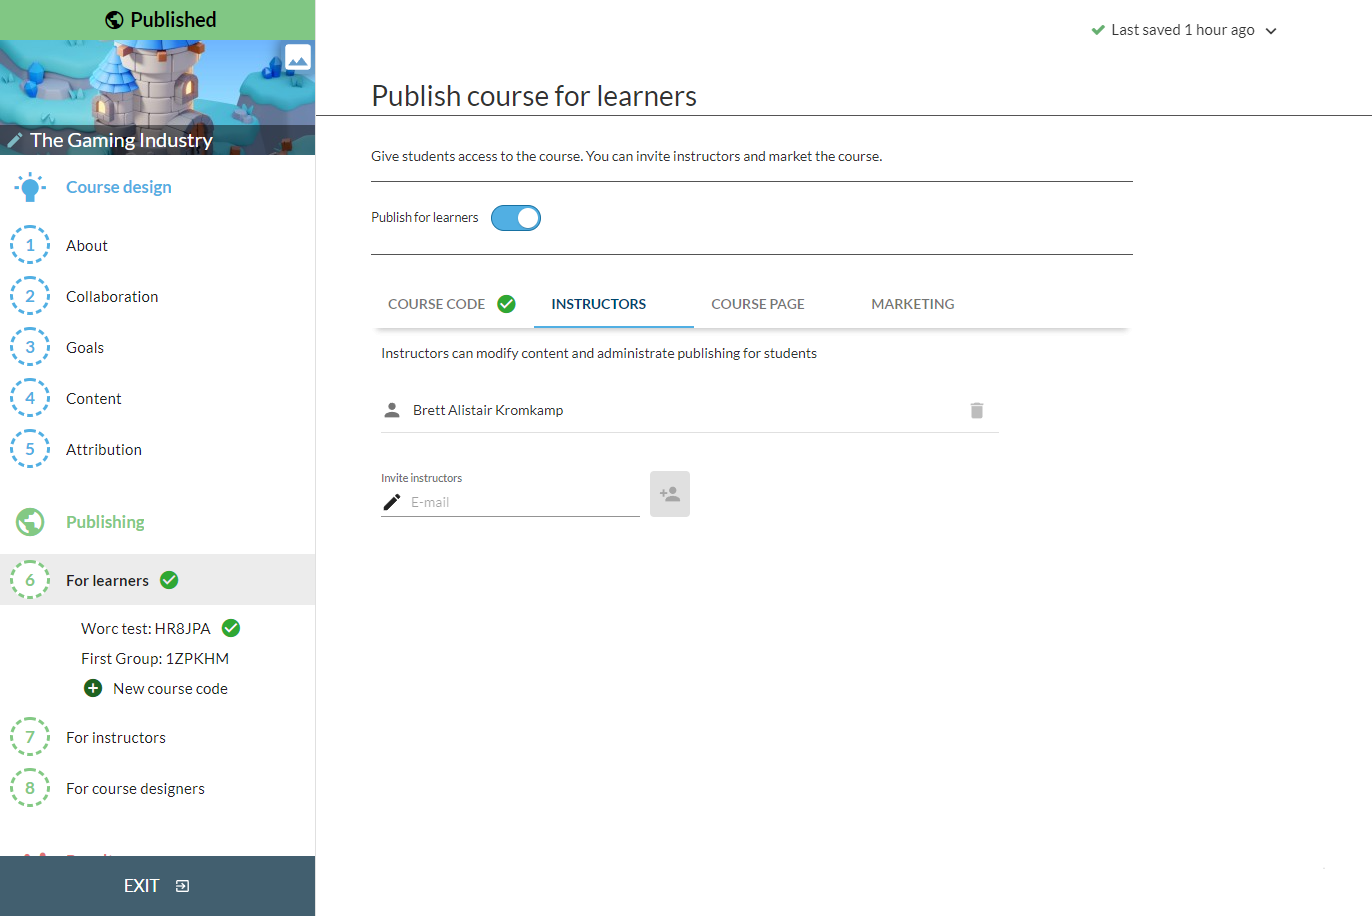 Published
The Gaming Industry
Course design
1 About
2 Collaboration
3 Goals
4 Content
5 Attribution
Publishing
6 For learners
Worc test: HR8JPA
First Group: 1ZPKHM
New course code
7 For instructors
8 For course designers
EXIT
Last saved 1 hour ago
Publish course for learners
Give students access to the course. You can invite instructors and market the course.
Publish for learners
COURSE CODE INSTRUCTORS COURSE PAGE MARKETING
Instructors can modify content and administrate publishing for students
Brett Alistair Kromkamp
Invite instructors
E-mail